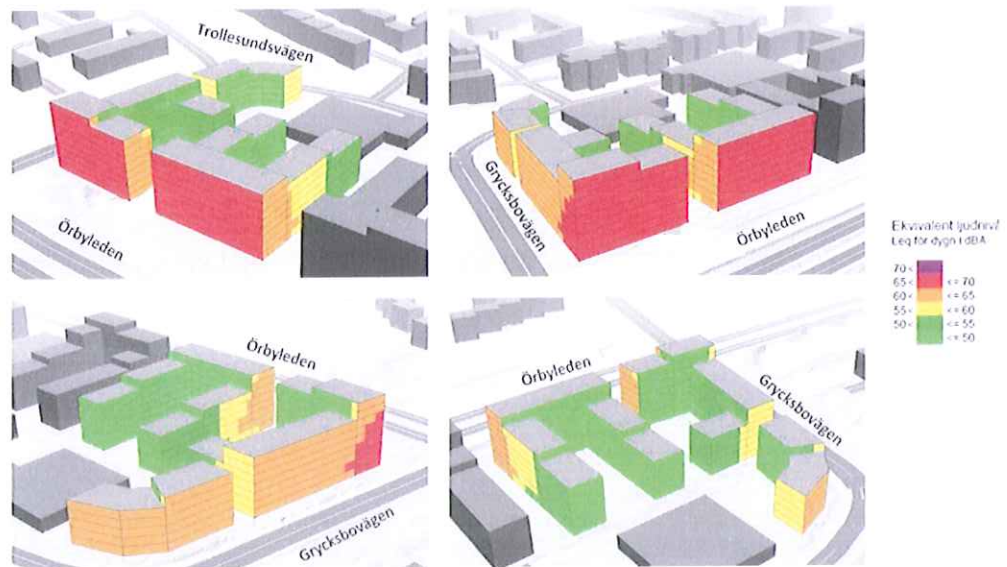 Trollesundsvägen
Örbyleden
Grycksbovägen
Örbyleden
Örbyleden
Grycksbovägen
Örbyleden
Grycksbovägen
Ekvivalent ljudnivå/
Leq för dygn i dBA
70 <
65 < <= 70
60 < <= 65
55 < <= 60
50 < <= 55
<= 50